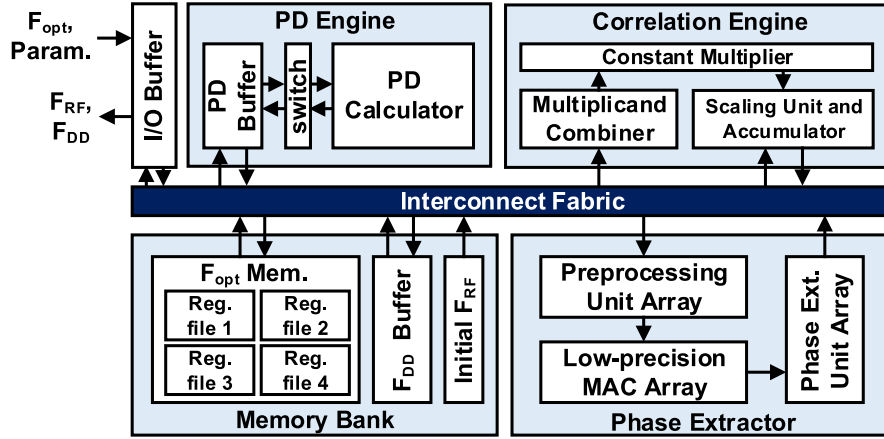 F_opt,
Param.
F_RF,
F_DD
I/O Buffer
PD Engine
PD
Buffer
switch
PD
Calculator
Correlation Engine
Constant Multiplier
Multiplicand
Combiner
Scaling Unit and
Accumulator
Interconnect Fabric
F_opt Mem.
Reg.
file 1
Reg.
file 2
Reg.
file 3
Reg.
file 4
F_DD Buffer
Initial F_RF
Memory Bank
Preprocessing
Unit Array
Low-precision
MAC Array
Phase Ext.
Unit Array
Phase Extractor